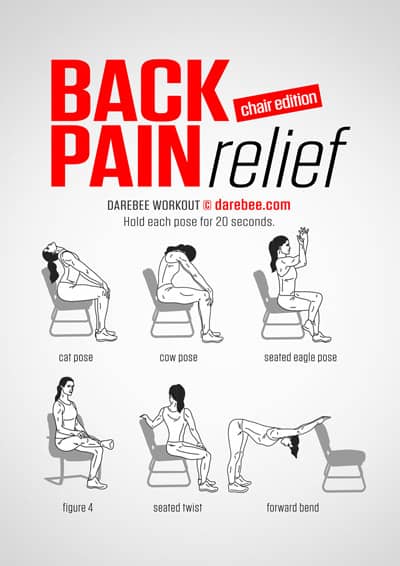 BACK
chair edition
PAIN relief
DAREBEE WORKOUT © darebee.com
Hold each pose for 20 seconds.
cat pose cow pose seated eagle pose
figure 4 seated twist forward bend